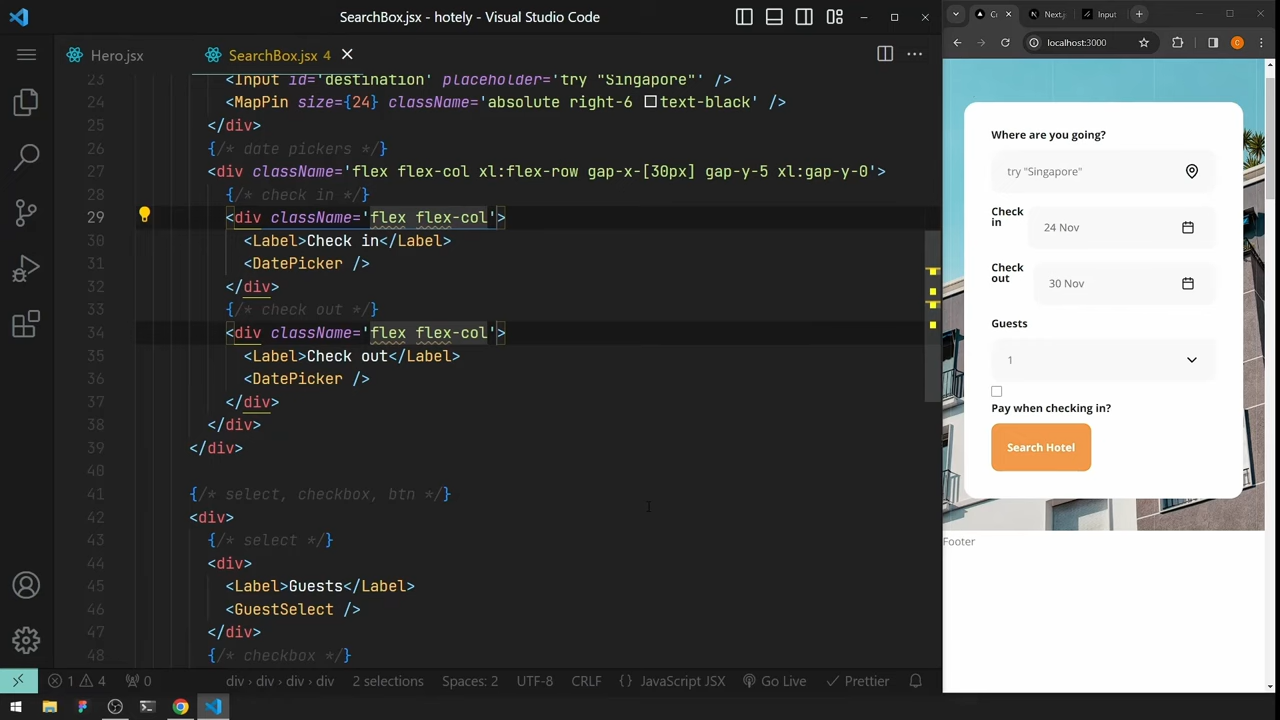 SearchBox.jsx - hotely - Visual Studio Code
Hero.jsx
SearchBox.jsx 4
23 <Input id='destination' placeholder='try "Singapore"' />
24 <MapPin size={24} className='absolute right-6 text-black' />
25 </div>
26 {/* date pickers */}
27 <div className='flex flex-col xl:flex-row gap-x-[30px] gap-y-5 xl:gap-y-0'>
28 {/* check in */}
29 <div className='flex flex-col'>
30 <Label>Check in</Label>
31 <DatePicker />
32 </div>
33 {/* check out */}
34 <div className='flex flex-col'>
35 <Label>Check out</Label>
36 <DatePicker />
37 </div>
38 </div>
39 </div>
40
41 {/* select, checkbox, btn */}
42 <div>
43 {/* select */}
44 <div>
45 <Label>Guests</Label>
46 <GuestSelect />
47 </div>
48 {/* checkbox */}
1 4 0 div › div › div › div 2 selections Spaces: 2 UTF-8 CRLF {} JavaScript JSX Go Live Prettier
Next.j
Input
localhost:3000
C
Where are you going?
try "Singapore"
Check
in
24 Nov
Check
out
30 Nov
Guests
1
Pay when checking in?
Search Hotel
Footer